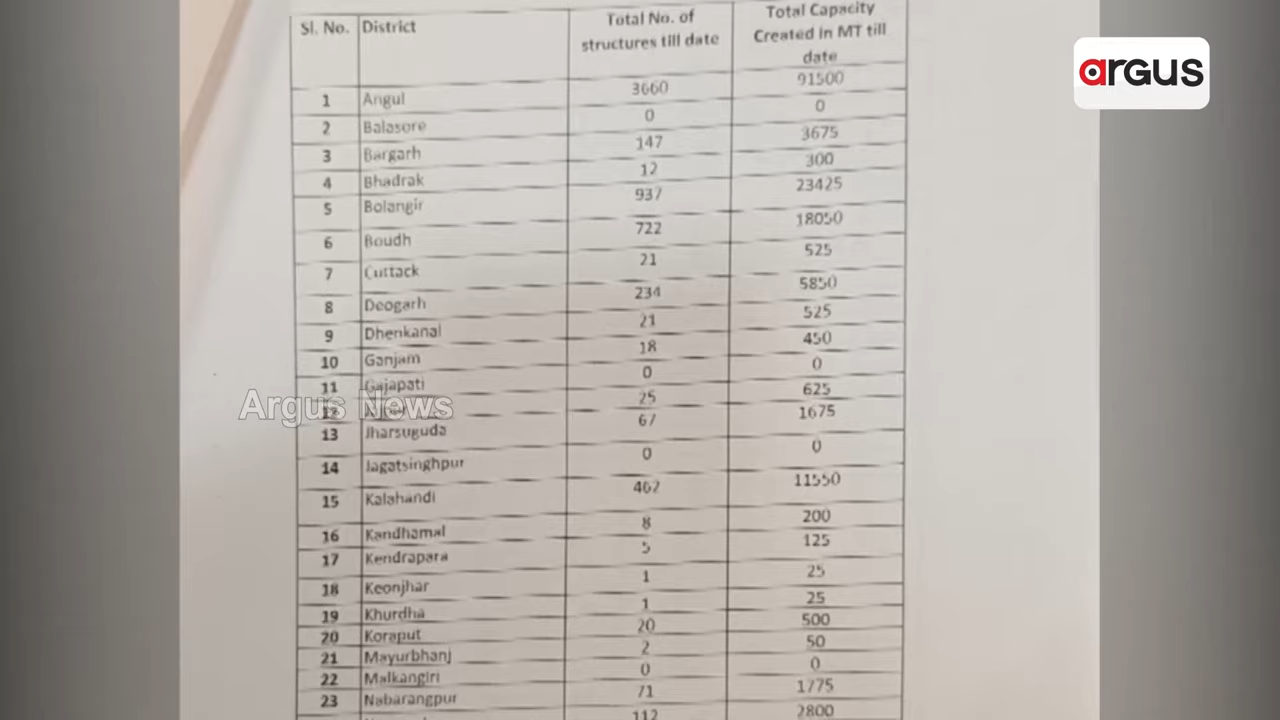 Sl. No. District Total No. of structures till date Total Capacity Created in MT till date
1 Angul 3660 91500
2 Balasore 0 0
3 Bargarh 147 3675
4 Bhadrak 12 300
5 Bolangir 937 23425
6 Boudh 722 18050
7 Cuttack 21 525
8 Deogarh 234 5850
9 Dhenkanal 21 525
10 Ganjam 18 450
11 Gajapati 0 0
12 25 625
13 Jharsuguda 67 1675
14 Jagatsinghpur 0 0
15 Kalahandi 462 11550
16 Kandhamal 8 200
17 Kendrapara 5 125
18 Keonjhar 1 25
19 Khurdha 1 25
20 Koraput 20 500
21 Mayurbhanj 2 50
22 Malkangiri 0 0
23 Nabarangpur 71 1775
112 2800
argus
Argus News